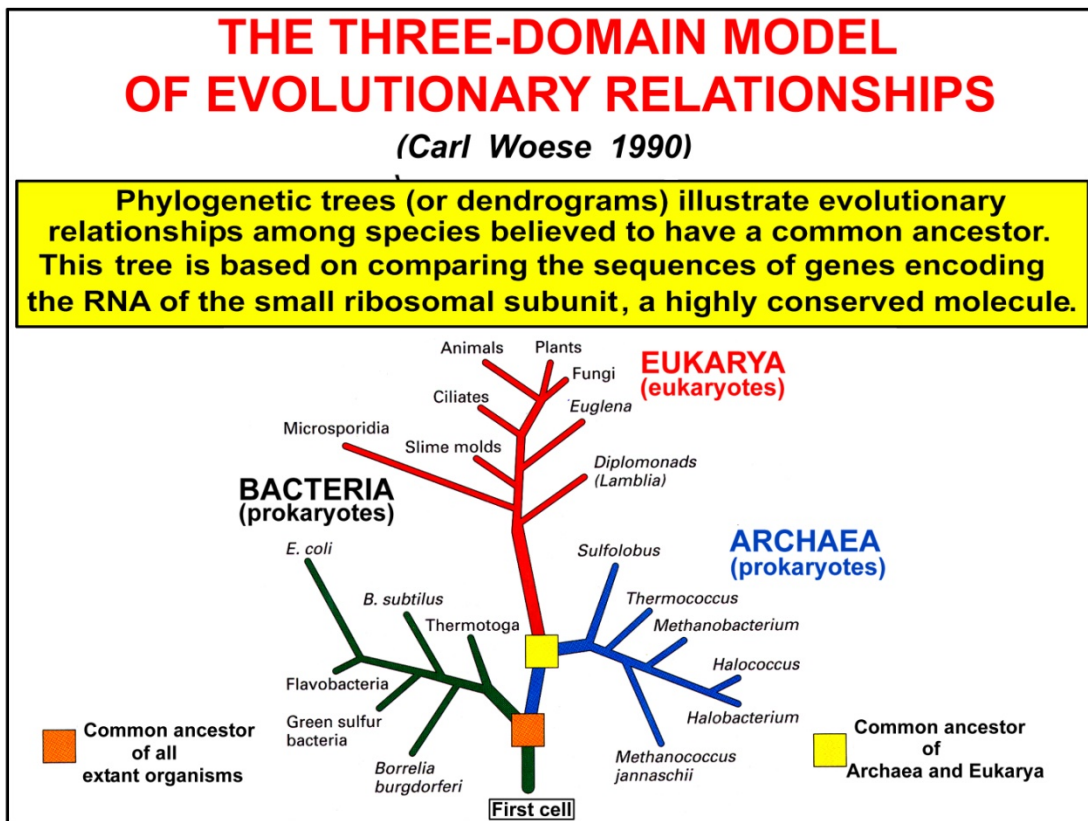 THE THREE-DOMAIN MODEL
OF EVOLUTIONARY RELATIONSHIPS
(Carl Woese 1990)
Phylogenetic trees (or dendrograms) illustrate evolutionary
relationships among species believed to have a common ancestor.
This tree is based on comparing the sequences of genes encoding
the RNA of the small ribosomal subunit, a highly conserved molecule.
Animals
Plants
Fungi
EUKARYA
(eukaryotes)
Ciliates
Euglena
Microsporidia
Slime molds
Diplomonads
(Lamblia)
BACTERIA
(prokaryotes)
E. coli
B. subtilus
Thermotoga
Flavobacteria
Green sulfur
bacteria
Borrelia
burgdorferi
ARCHAEA
(prokaryotes)
Sulfolobus
Thermococcus
Methanobacterium
Halococcus
Halobacterium
Methanococcus
jannaschii
Common ancestor
of all
extant organisms
Common ancestor
of
Archaea and Eukarya
First cell